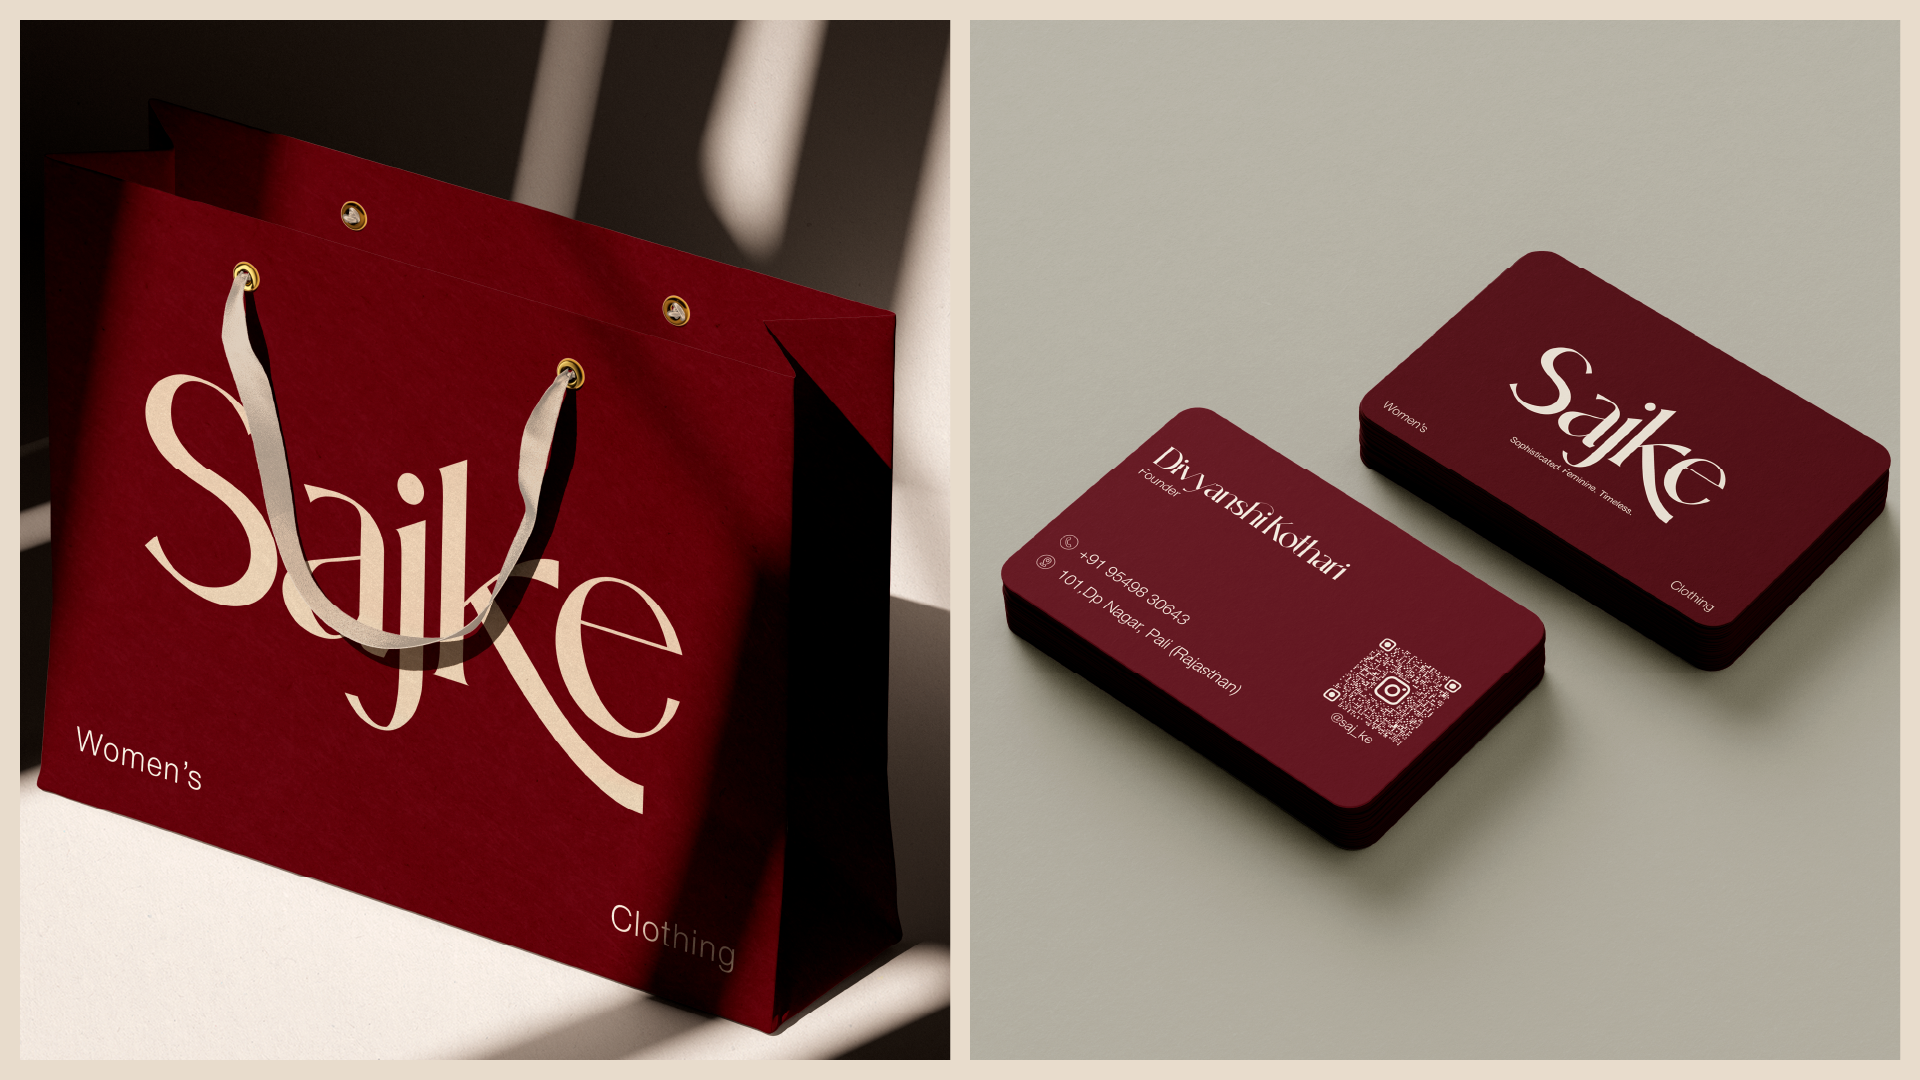 Sajke
Women's
Clothing
Divyanshi Kothari
Founder
+91 95498 30643
101,Dp Nagar, Pali (Rajasthan)
@saj_ke
Sajke
Sophisticated. Feminine. Timeless.
Women's
Clothing